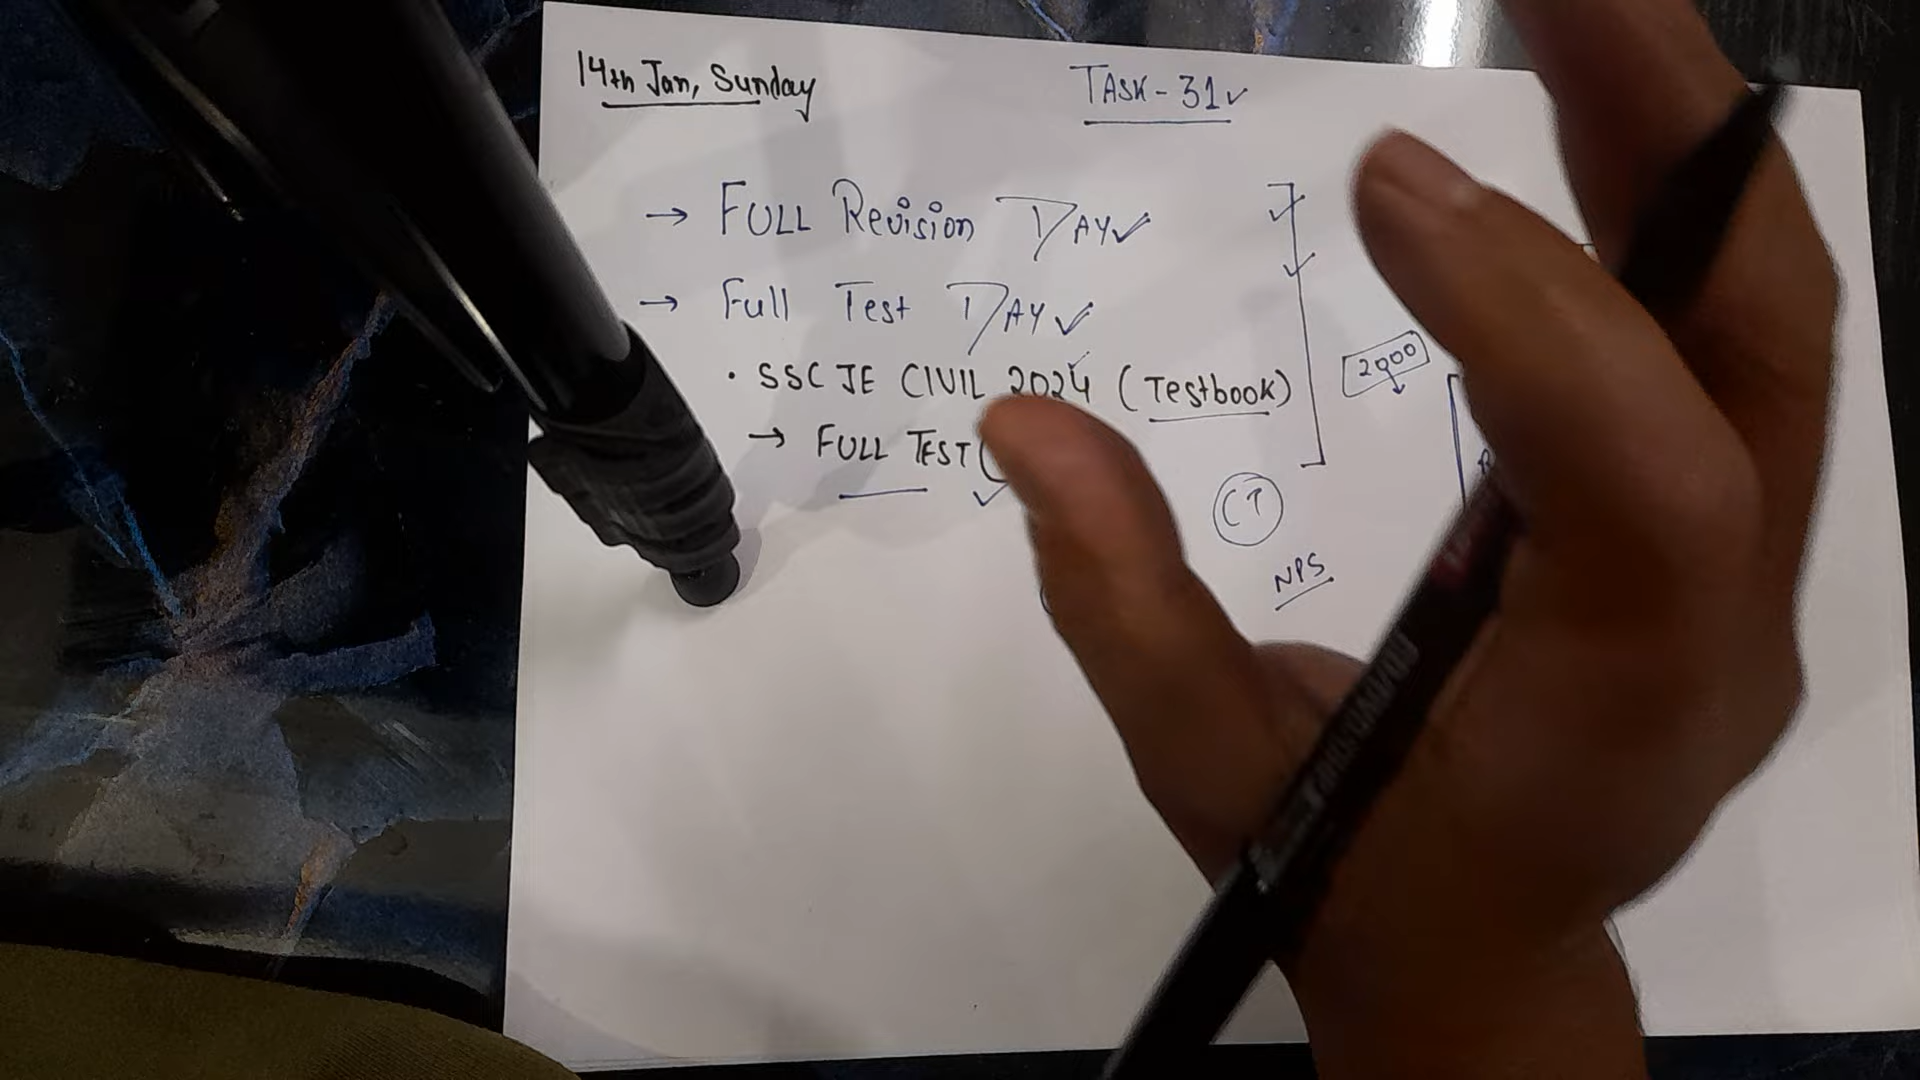 14th Jan, Sunday
TASK-31
→ FULL Revision DAY
→ Full Test DAY
• SSC JE CIVIL 2024 (Testbook)
→ FULL TEST (
2000
CT
NPS